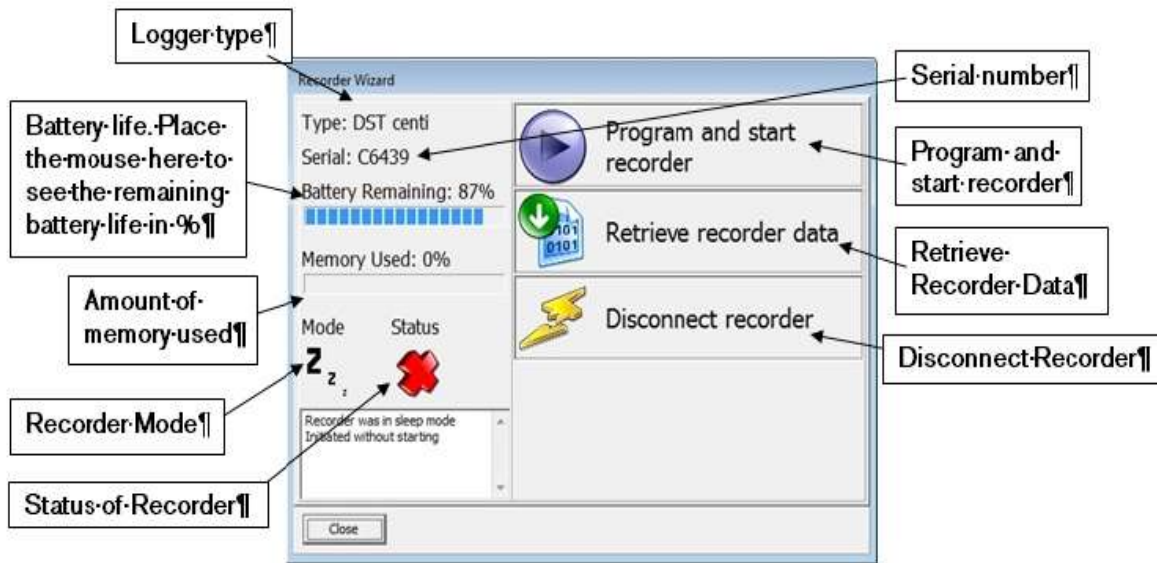 Logger·type¶
Recorder Wizard
Serial·number¶
Battery·life.·Place·
the·mouse·here·to·
see·the·remaining·
battery·life·in·%¶
Type: DST centi
Serial: C6439
Battery Remaining: 87%
Program and start
recorder
Program·and·
start·recorder¶
Memory Used: 0%
Retrieve recorder data
0101
0101
Retrieve·
Recorder·Data¶
Amount·of·
memory·used¶
Mode
Status
z z z
Disconnect recorder
Disconnect·Recorder¶
Recorder·Mode¶
Recorder was in sleep mode
Initiated without starting
Status·of·Recorder¶
Close